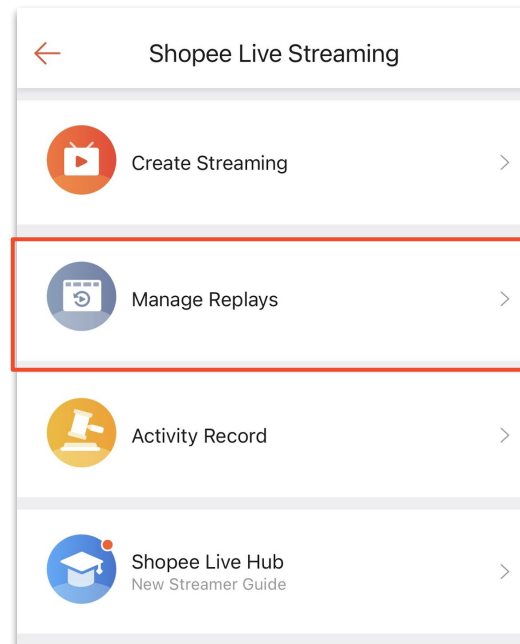 Shopee Live Streaming
Create Streaming
Manage Replays
Activity Record
Shopee Live Hub
New Streamer Guide